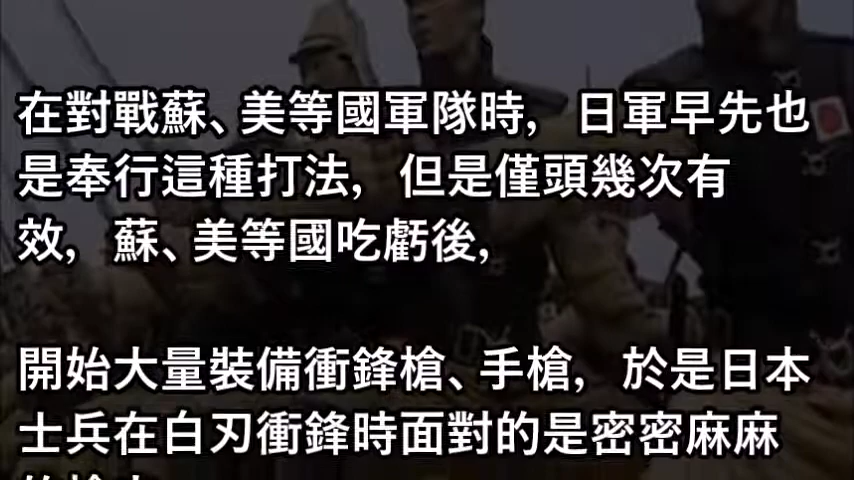 在對戰蘇、美等國軍隊時，日軍早先也
是奉行這種打法，但是僅頭幾次有
效，蘇、美等國吃虧後，
開始大量裝備衝鋒槍、手槍，於是日本
士兵在白刃衝鋒時面對的是密密麻麻